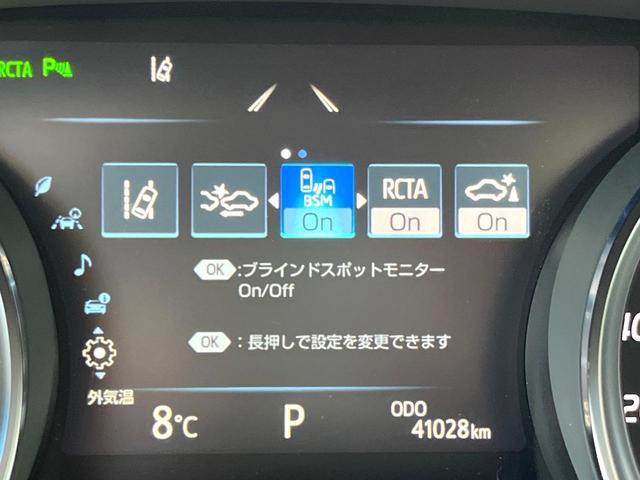 RCTA P
BSM
On
RCTA
On
On
OK :ブラインドスポットモニター
On/Off
OK :長押しで設定を変更できます
外気温
8℃
P
ODO
41028km